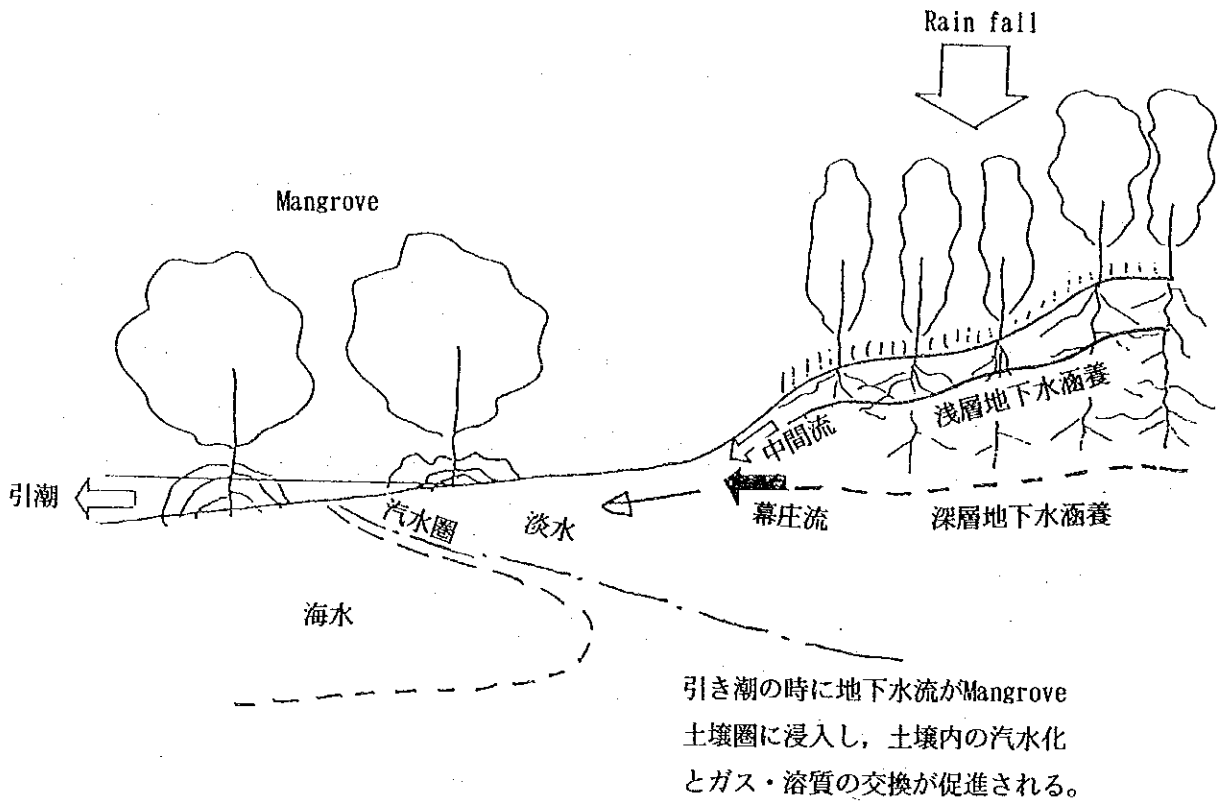 Rain fall
Mangrove
浅層地下水涵養
中間流
引潮
幕庄流
深層地下水涵養
汽水圏
淡水
海水
引き潮の時に地下水流がMangrove
土壌圏に浸入し，土壌内の汽水化
とガス・溶質の交換が促進される。